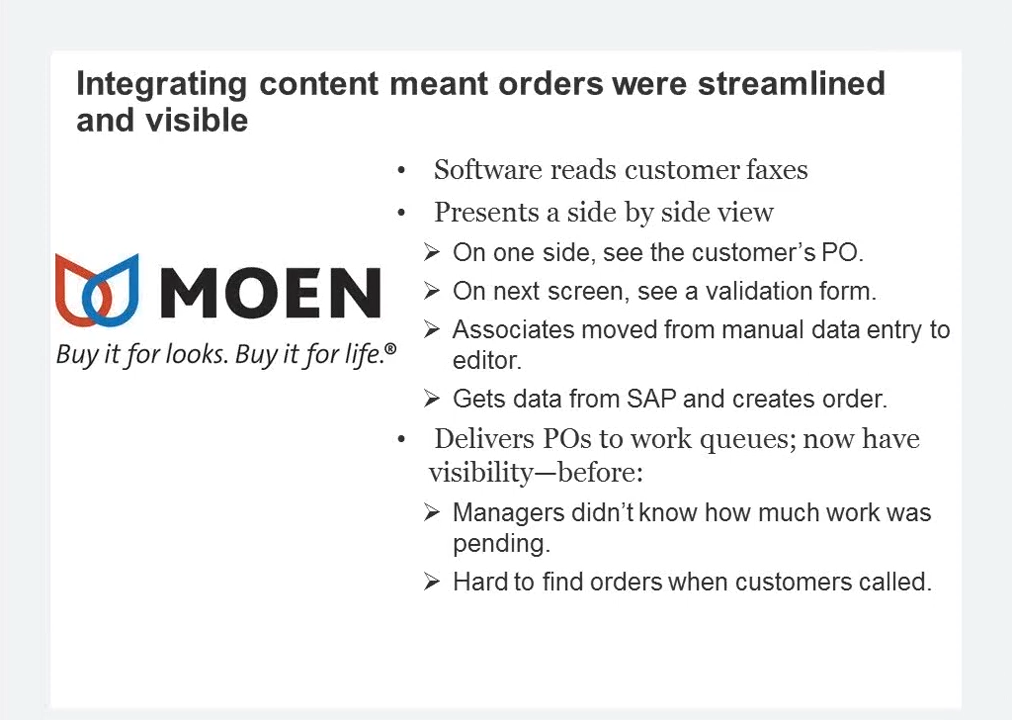 Integrating content meant orders were streamlined
and visible
• Software reads customer faxes
• Presents a side by side view
➢ On one side, see the customer’s PO.
➢ On next screen, see a validation form.
➢ Associates moved from manual data entry to
editor.
➢ Gets data from SAP and creates order.
• Delivers POs to work queues; now have
visibility—before:
➢ Managers didn’t know how much work was
pending.
➢ Hard to find orders when customers called.
MOEN
Buy it for looks. Buy it for life.®